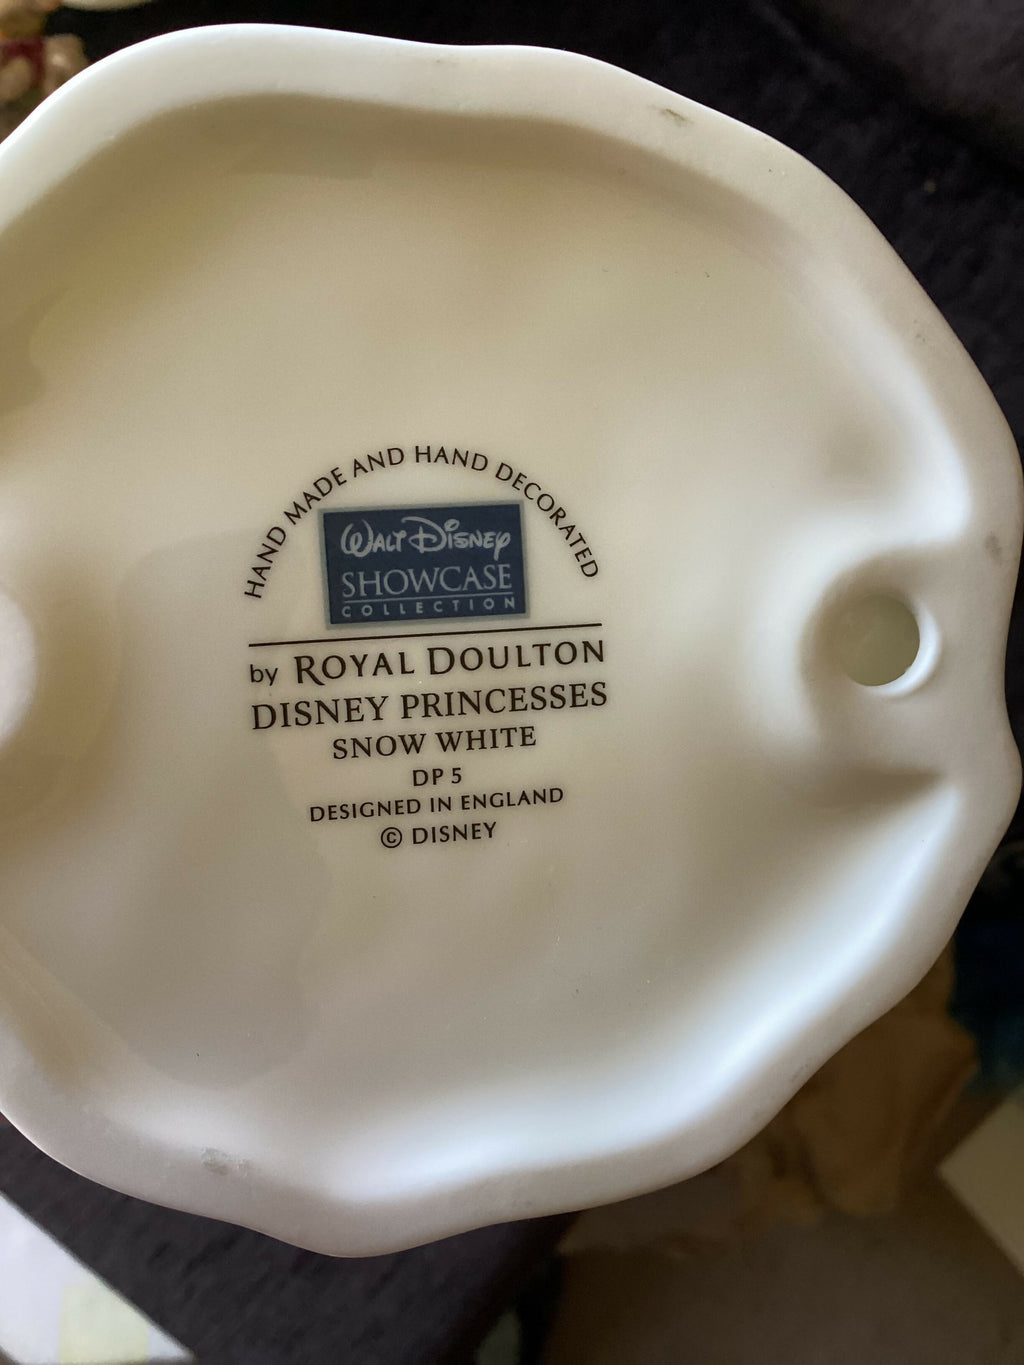 HAND MADE AND HAND DECORATED
WALT DISNEY
SHOWCASE
COLLECTION
by ROYAL DOULTON
DISNEY PRINCESSES
SNOW WHITE
DP 5
DESIGNED IN ENGLAND
© DISNEY